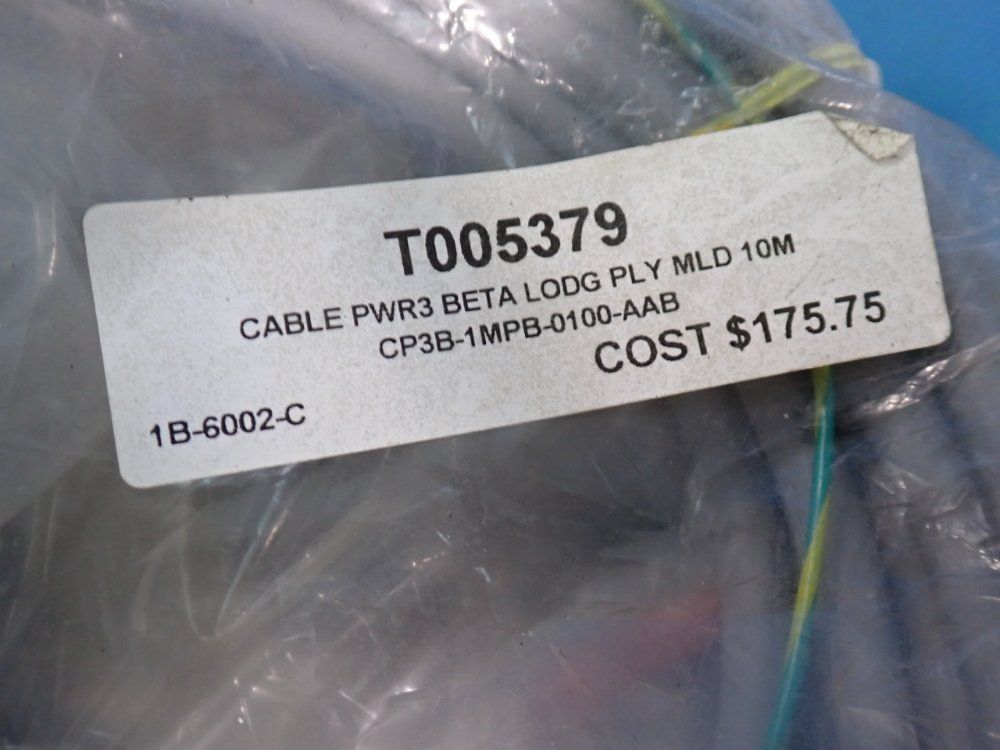 T005379
CABLE PWR3 BETA LODG PLY MLD 10M
CP3B-1MPB-0100-AAB
COST $175.75
1B-6002-C